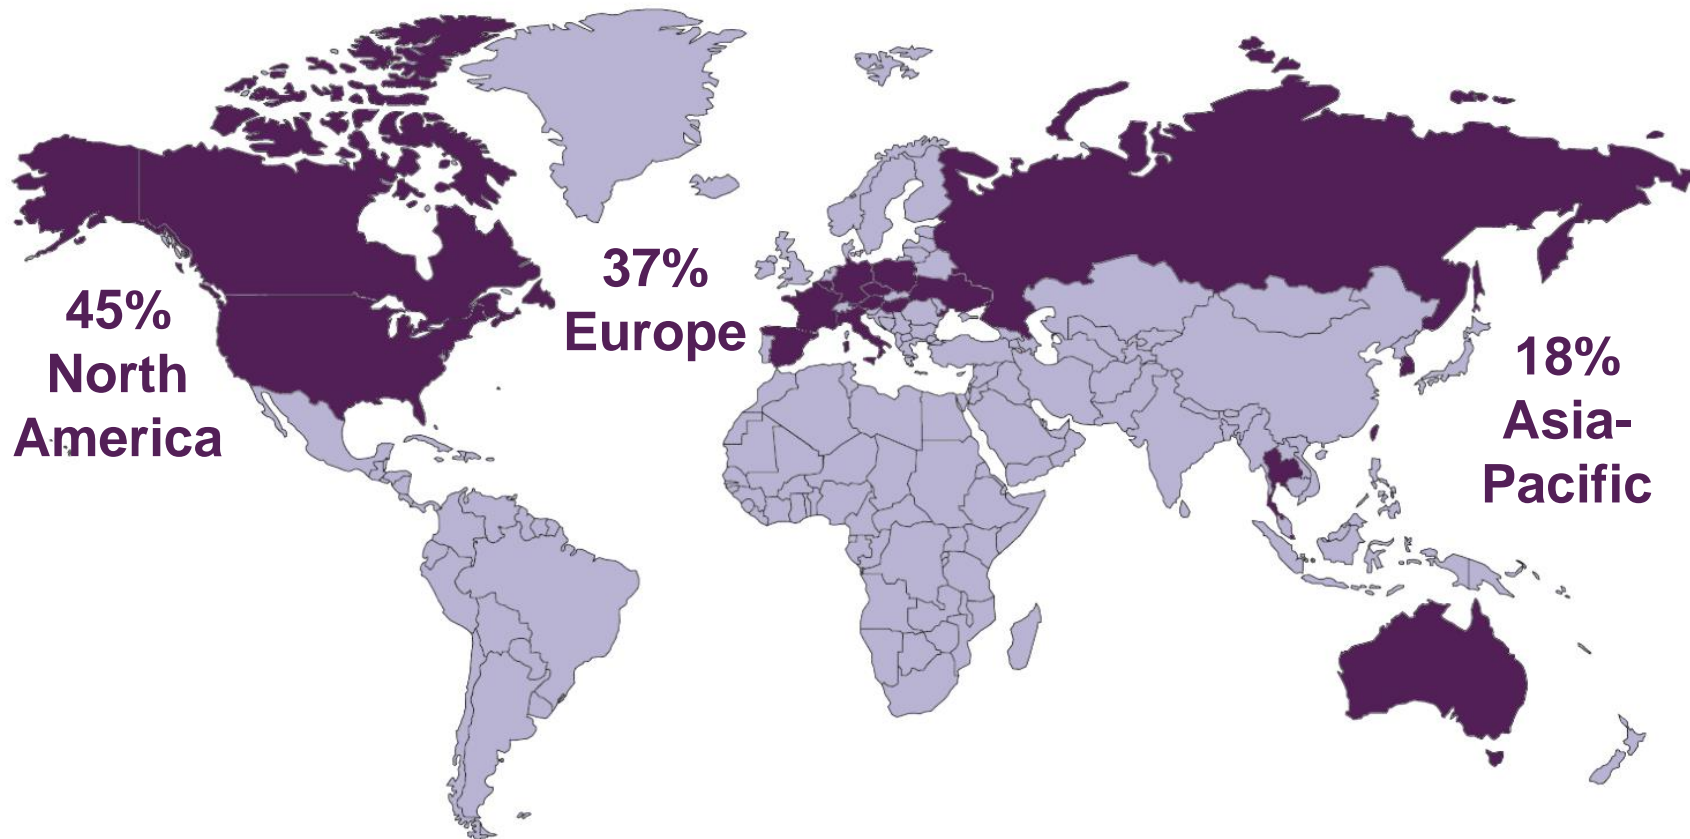 45%
North
America
37%
Europe
18%
Asia-
Pacific